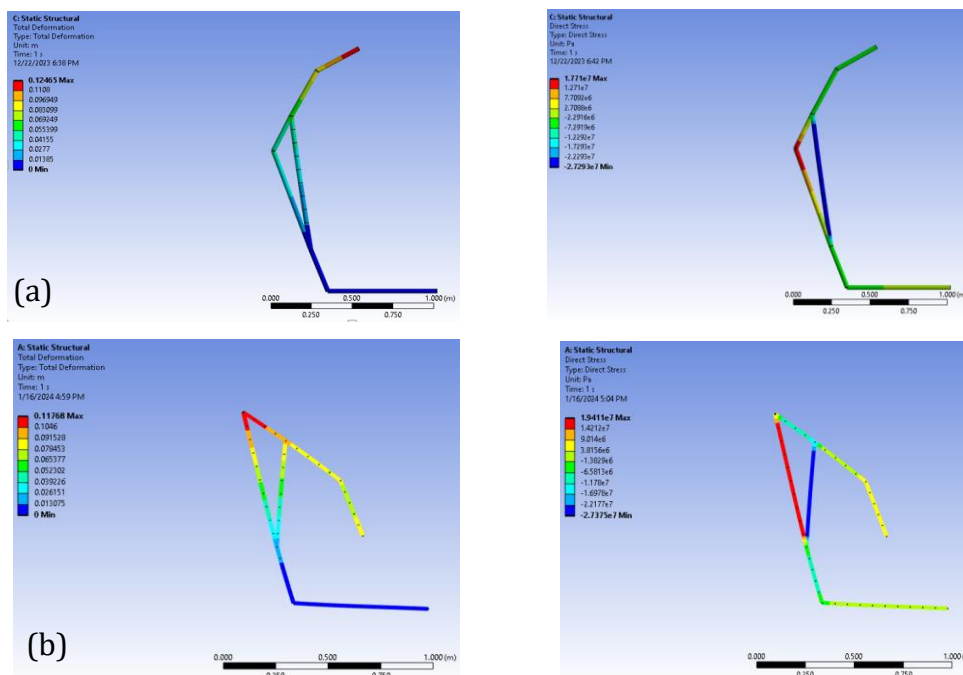 C: Static Structural
Total Deformation
Type: Total Deformation
Unit: m
Time: 1 s
12/22/2023 6:38 PM
0.12465 Max
0.1108
0.096949
0.083099
0.069249
0.055399
0.04155
0.0277
0.01385
0 Min
0.000 0.500 1.000 (m)
0.250 0.750
(a)
C: Static Structural
Direct Stress
Type: Direct Stress
Unit: Pa
Time: 1 s
12/22/2023 6:42 PM
1.771e7 Max
1.271e7
7.7092e6
2.7088e6
-2.2916e6
-7.2919e6
-1.2292e7
-1.7293e7
-2.2293e7
-2.7293e7 Min
0.000 0.500 1.000 (m)
0.250 0.750
A: Static Structural
Total Deformation
Type: Total Deformation
Unit: m
Time: 1 s
1/16/2024 4:59 PM
0.11768 Max
0.1046
0.091528
0.078453
0.065377
0.052302
0.039226
0.026151
0.013075
0 Min
0.000 0.500 1.000 (m)
0.250 0.750
(b)
A: Static Structural
Direct Stress
Type: Direct Stress
Unit: Pa
Time: 1 s
1/16/2024 5:04 PM
1.9411e7 Max
1.4212e7
9.014e6
3.8156e6
-1.3829e6
-6.5813e6
-1.178e7
-1.6978e7
-2.2177e7
-2.7375e7 Min
0.000 0.500 1.000
0.250 0.750